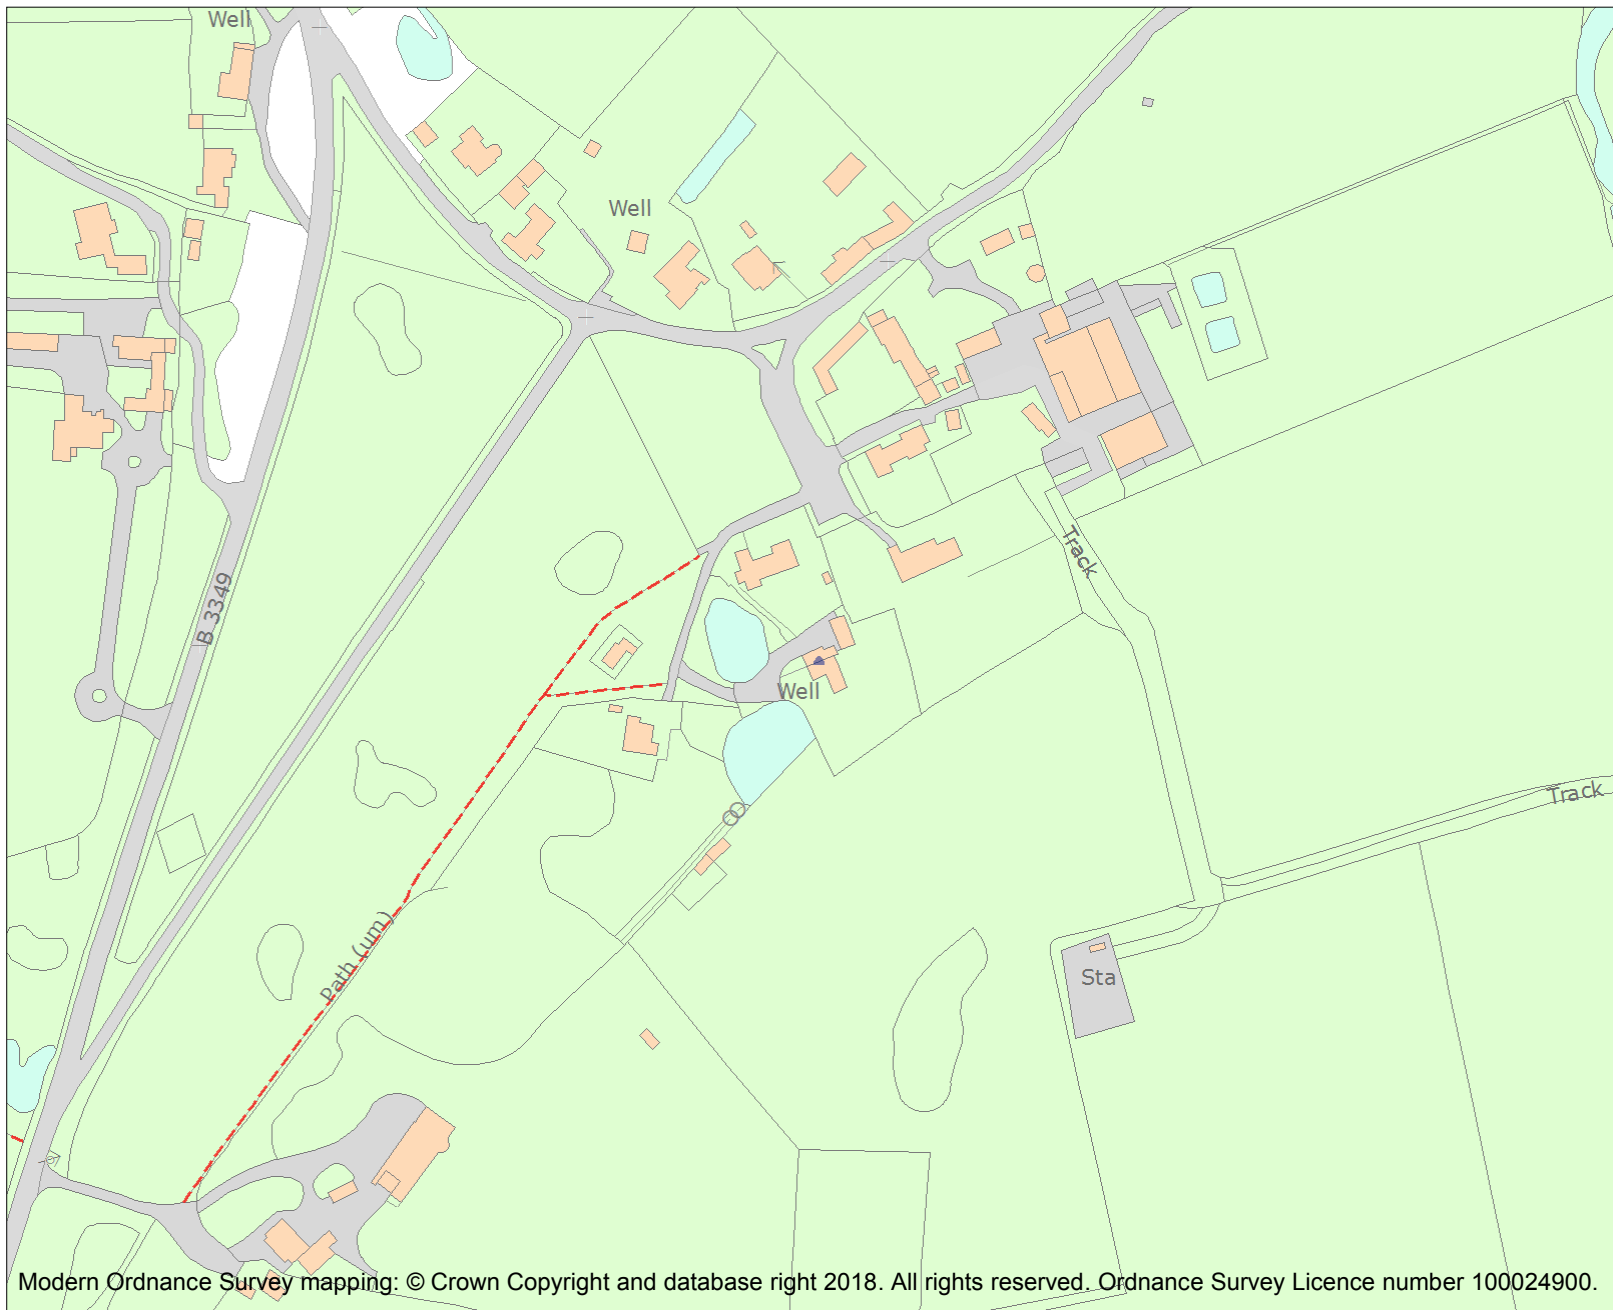 Well
Well
Track
B 3349
Well
Track
Path (um)
Sta
Modern Ordnance Survey mapping: © Crown Copyright and database right 2018. All rights reserved. Ordnance Survey Licence number 100024900.